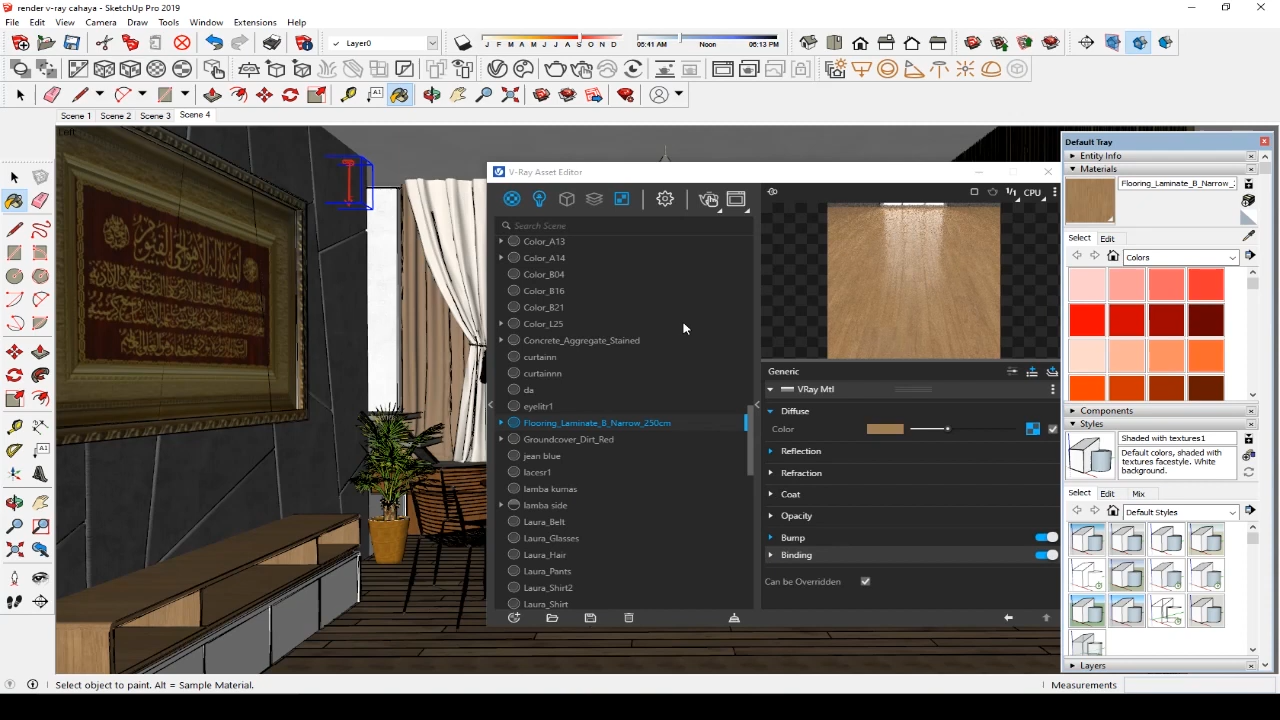 render v-ray cahaya - SketchUp Pro 2019
File Edit View Camera Draw Tools Window Extensions Help
Layer0
J F M A M J J A S O N D
06:41 AM Noon 06:13 PM
Scene 1 Scene 2 Scene 3 Scene 4
Left
V-Ray Asset Editor
Search Scene
Color_A13
Color_A14
Color_B04
Color_B16
Color_B21
Color_L25
Concrete_Aggregate_Stained
curtainn
curtainnn
da
eyelitr1
Flooring_Laminate_B_Narrow_250cm
Groundcover_Dirt_Red
jean blue
lacesr1
lamba kumas
lamba side
Laura_Belt
Laura_Glasses
Laura_Hair
Laura_Pants
Laura_Shirt2
Laura_Shirt
1/1 CPU
Generic
VRay Mtl
Diffuse
Color
Reflection
Refraction
Coat
Opacity
Bump
Binding
Can be Overridden
Default Tray
Entity Info
Materials
Flooring_Laminate_B_Narrow_
Select Edit
Colors
Components
Styles
Shaded with textures1
Default colors, shaded with
textures facestyle. White
background.
Select Edit Mix
Default Styles
Layers
Select object to paint. Alt = Sample Material.
Measurements